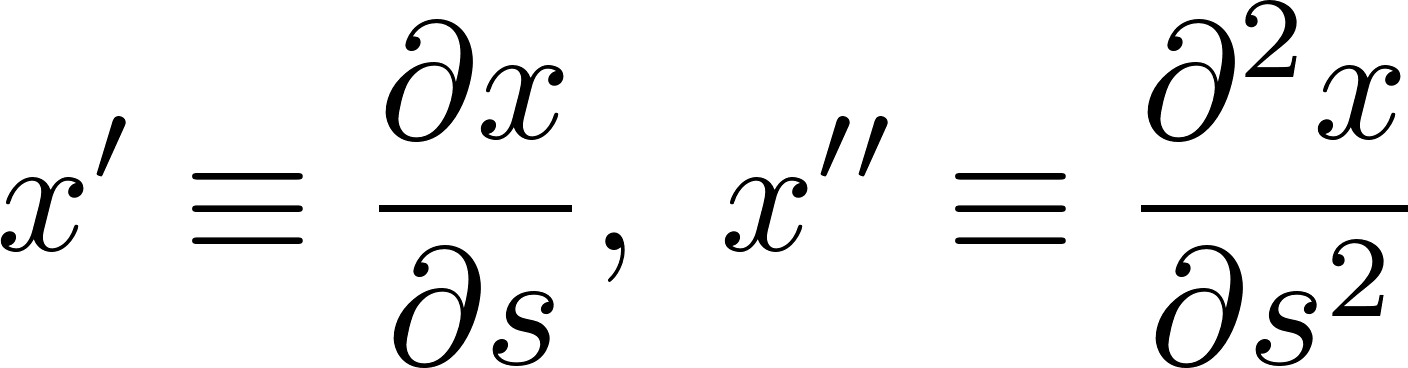 x′ ≡ ∂x/∂s, x″ ≡ ∂²x/∂s²